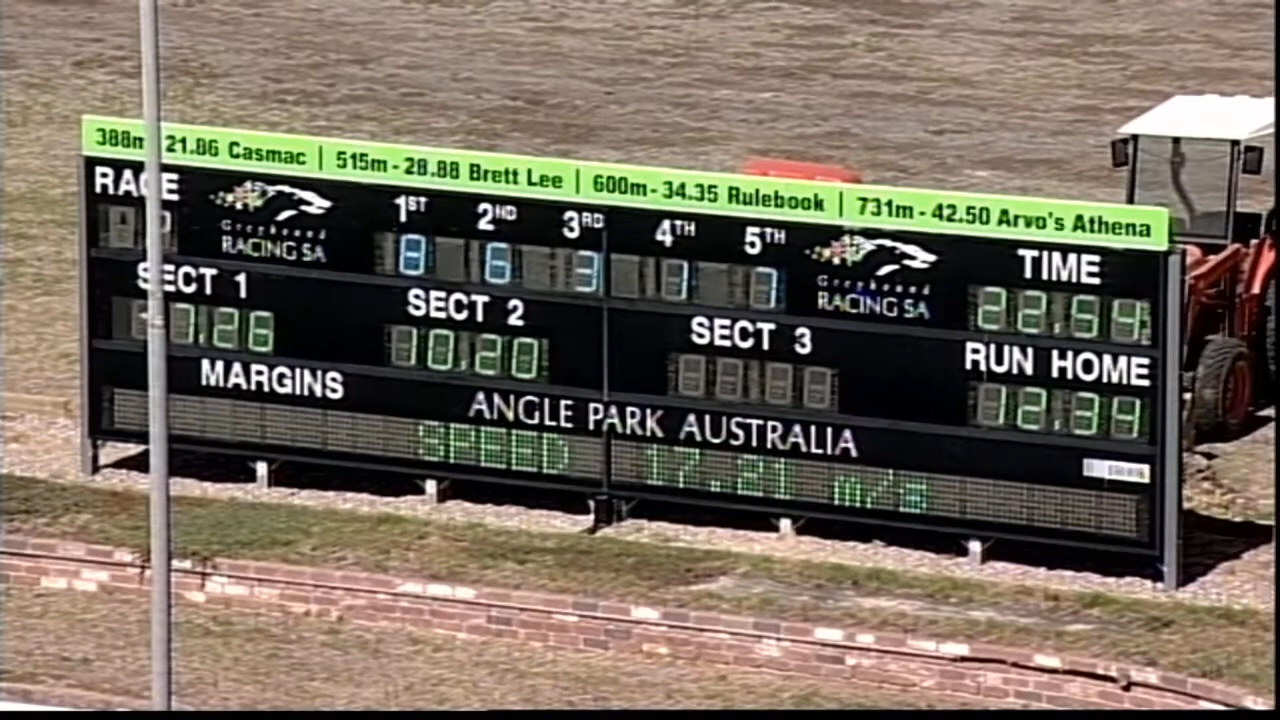 388m - 21.86 Casmac | 515m - 28.88 Brett Lee | 600m - 34.35 Rulebook | 731m - 42.50 Arvo's Athena
RACE
Greyhound
RACING SA
1ST 2ND 3RD 4TH 5TH
8 6 3 1 7
Greyhound
RACING SA
TIME
22.54
SECT 1
7.26
SECT 2
10.20
SECT 3
RUN HOME
12.34
MARGINS
ANGLE PARK AUSTRALIA
SPEED 17.21 m/s